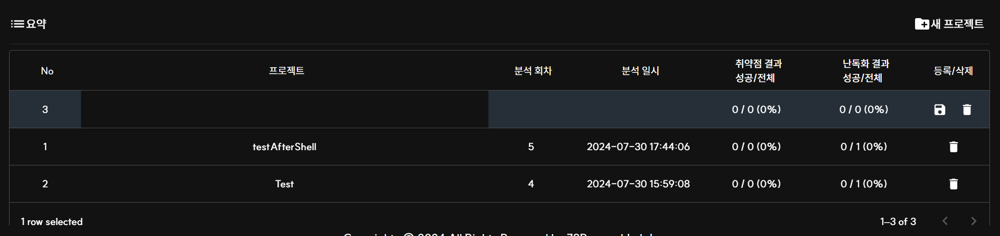 요약
새 프로젝트
No 프로젝트 분석 회차 분석 일시 취약점 결과 성공/전체 난독화 결과 성공/전체 등록/삭제
3 0 / 0 (0%) 0 / 0 (0%)
1 testAfterShell 5 2024-07-30 17:44:06 0 / 0 (0%) 0 / 1 (0%)
2 Test 4 2024-07-30 15:59:08 0 / 0 (0%) 0 / 1 (0%)
1 row selected 1–3 of 3